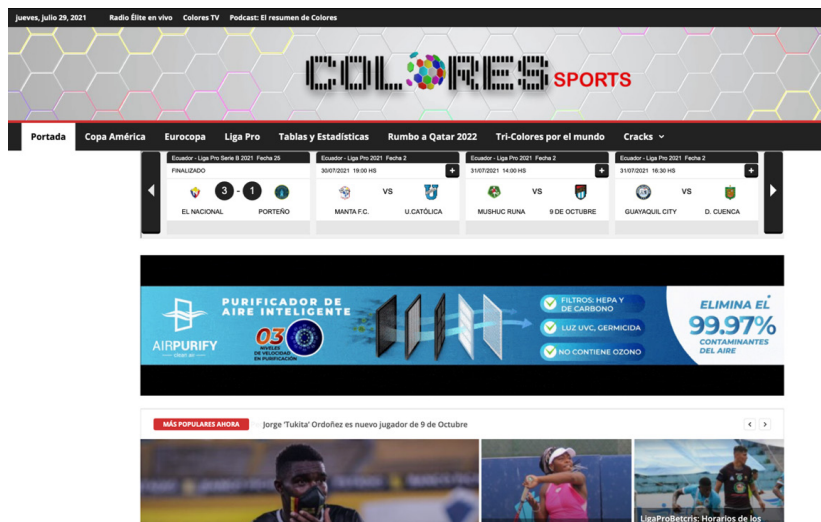 jueves, julio 29, 2021 Radio Élite en vivo Colores TV Podcast: El resumen de Colores
COLORES SPORTS
Portada Copa América Eurocopa Liga Pro Tablas y Estadísticas Rumbo a Qatar 2022 Tri-Colores por el mundo Cracks
Ecuador - Liga Pro Serie B 2021 Fecha 25
FINALIZADO
3 - 1
EL NACIONAL PORTEÑO
Ecuador - Liga Pro 2021 Fecha 2
30/07/2021 19:00 HS +
VS
MANTA F.C. U.CATÓLICA
Ecuador - Liga Pro 2021 Fecha 2
31/07/2021 14:00 HS +
VS
MUSHUC RUNA 9 DE OCTUBRE
Ecuador - Liga Pro 2021 Fecha 2
31/07/2021 16:30 HS +
VS
GUAYAQUIL CITY D. CUENCA
AIRPURIFY
PURIFICADOR DE
AIRE INTELIGENTE
03
NIVELES
DE VELOCIDAD
EN PURIFICACIÓN
FILTROS: HEPA Y
DE CARBONO
LUZ UVC, GERMICIDA
NO CONTIENE OZONO
ELIMINA EL
99.97%
CONTAMINANTES
DEL AIRE
MÁS POPULARES AHORA Jorge 'Tukita' Ordoñez es nuevo jugador de 9 de Octubre
LigaProBetcris: Horarios de los